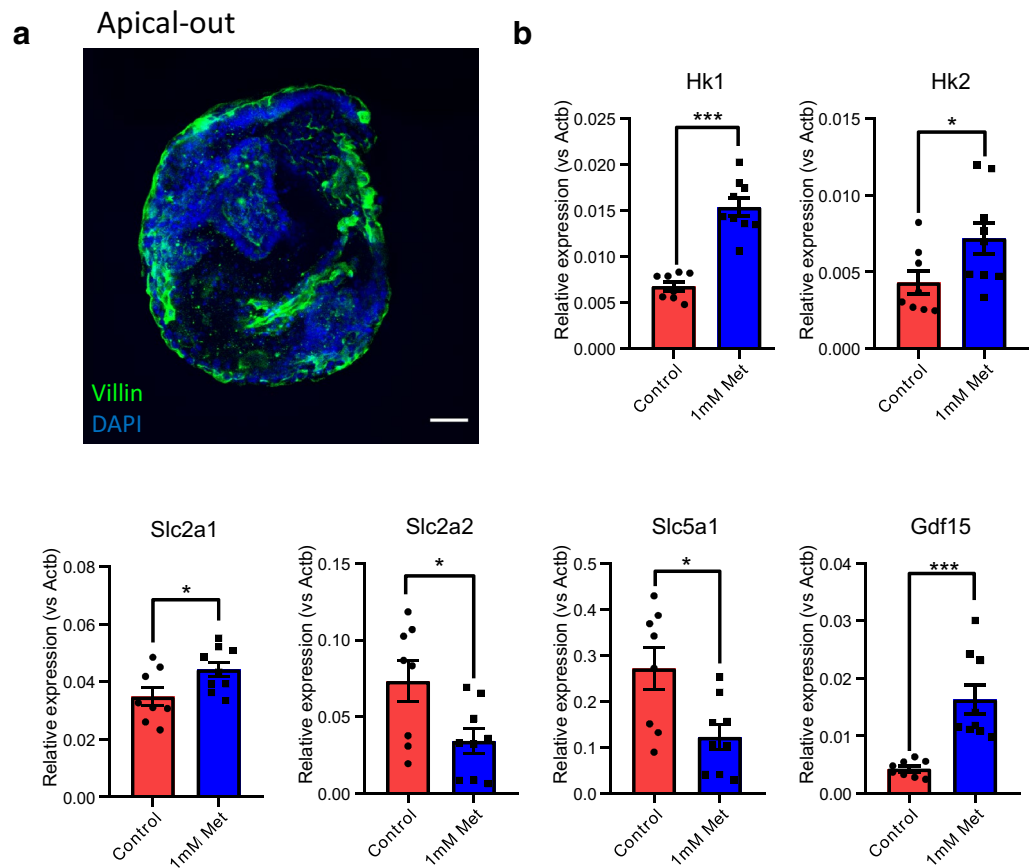 a
Apical-out
Villin
DAPI
b
Hk1
Relative expression (vs Actb)
0.025
0.020
0.015
0.010
0.005
0.000
***
Control
1mM Met
Hk2
Relative expression (vs Actb)
0.015
0.010
0.005
0.000
*
Control
1mM Met
Slc2a1
Relative expression (vs Actb)
0.08
0.06
0.04
0.02
0.00
*
Control
1mM Met
Slc2a2
Relative expression (vs Actb)
0.15
0.10
0.05
0.00
*
Control
1mM Met
Slc5a1
Relative expression (vs Actb)
0.5
0.4
0.3
0.2
0.1
0.0
*
Control
1mM Met
Gdf15
Relative expression (vs Actb)
0.04
0.03
0.02
0.01
0.00
***
Control
1mM Met